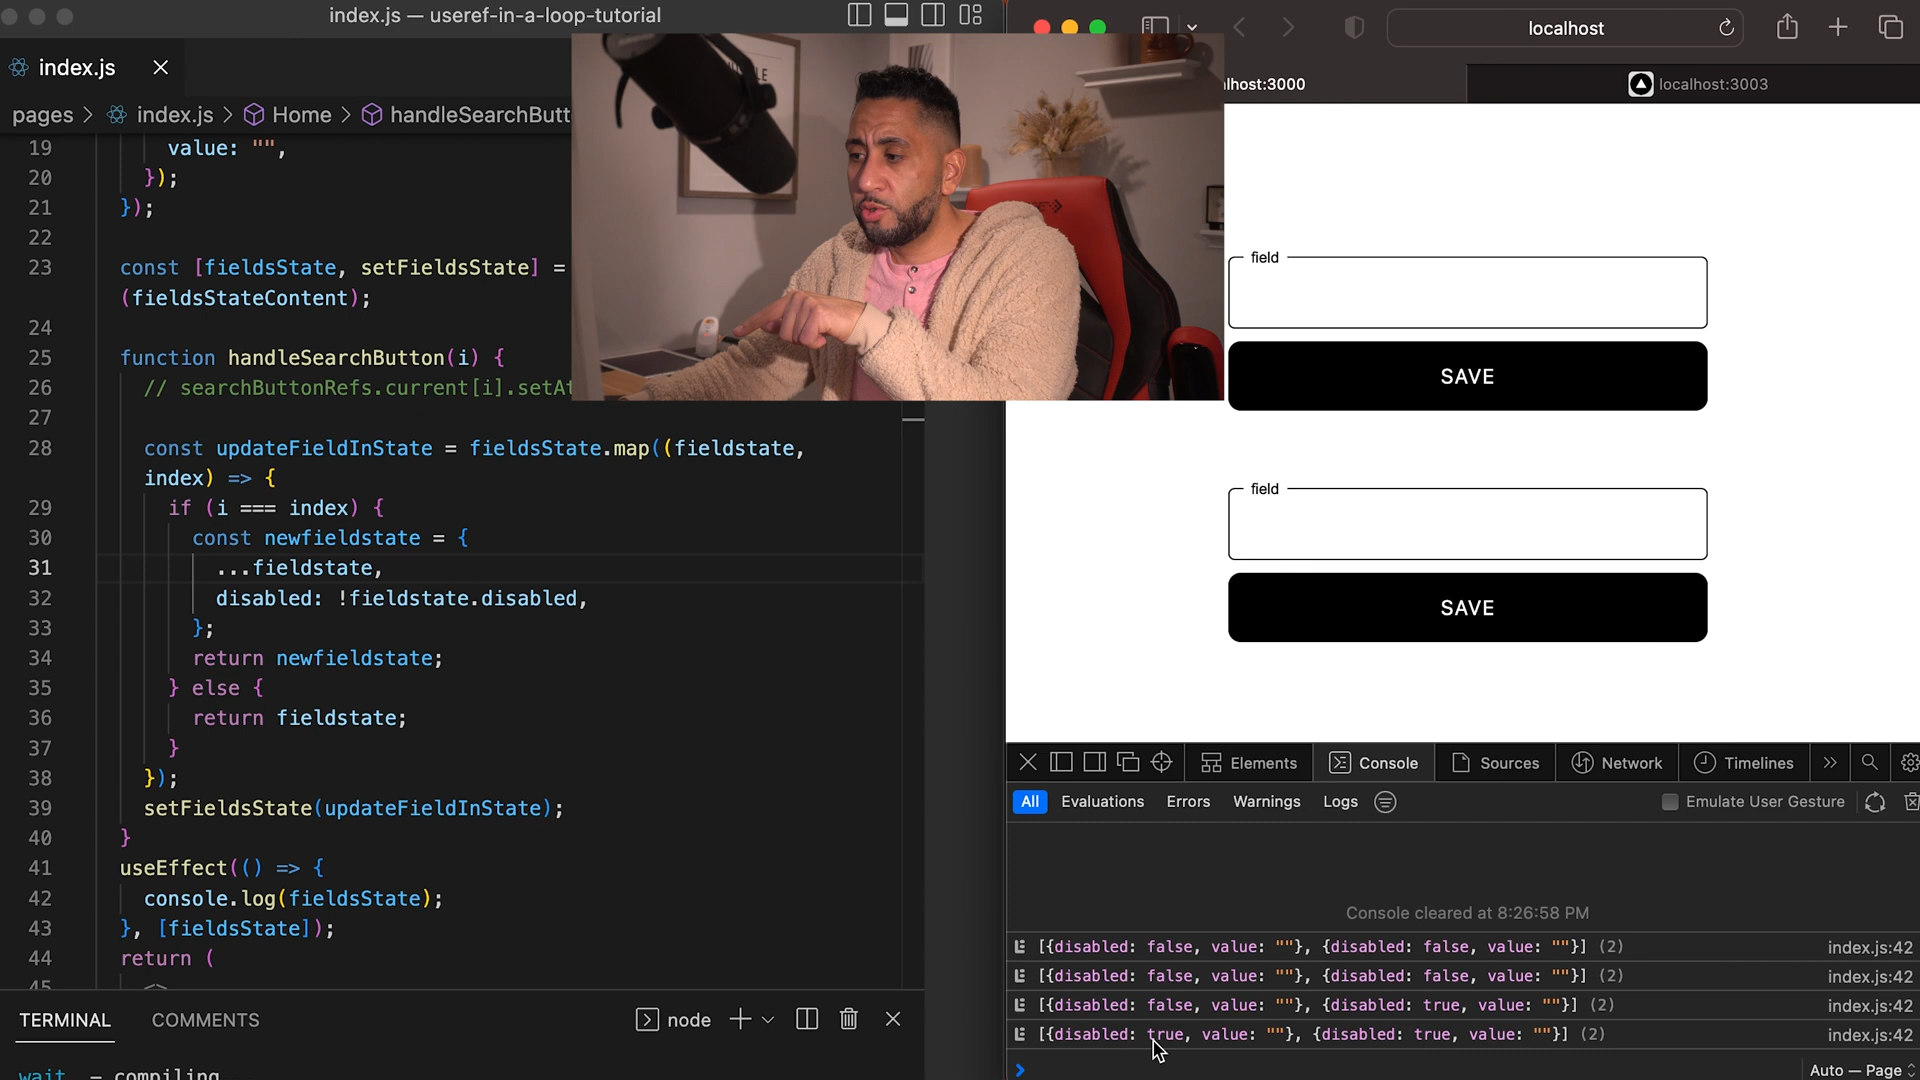 index.js — useref-in-a-loop-tutorial
index.js
pages > index.js > Home > handleSearchButt
19 value: "",
20 });
21 });
22
23 const [fieldsState, setFieldsState] =
(fieldsStateContent);
24
25 function handleSearchButton(i) {
26 // searchButtonRefs.current[i].setAt
27
28 const updateFieldInState = fieldsState.map((fieldstate,
index) => {
29 if (i === index) {
30 const newfieldstate = {
31 ...fieldstate,
32 disabled: !fieldstate.disabled,
33 };
34 return newfieldstate;
35 } else {
36 return fieldstate;
37 }
38 });
39 setFieldsState(updateFieldInState);
40 }
41 useEffect(() => {
42 console.log(fieldsState);
43 }, [fieldsState]);
44 return (
45 <>
TERMINAL COMMENTS node
wait - compiling
localhost
lhost:3000 localhost:3003
field
SAVE
field
SAVE
Elements Console Sources Network Timelines
All Evaluations Errors Warnings Logs Emulate User Gesture
Console cleared at 8:26:58 PM
[{disabled: false, value: ""}, {disabled: false, value: ""}] (2) index.js:42
[{disabled: false, value: ""}, {disabled: false, value: ""}] (2) index.js:42
[{disabled: false, value: ""}, {disabled: true, value: ""}] (2) index.js:42
[{disabled: true, value: ""}, {disabled: true, value: ""}] (2) index.js:42
Auto — Page